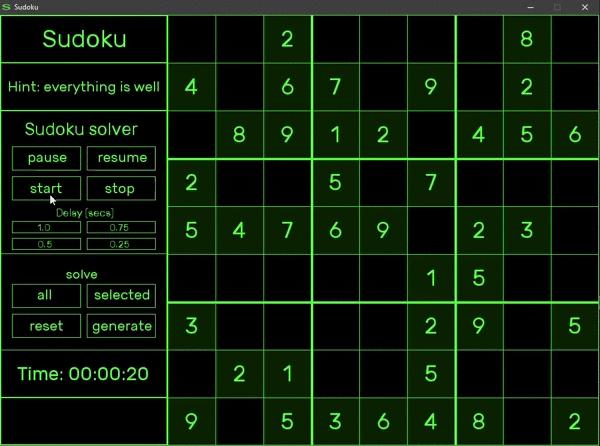 Sudoku
Sudoku
Hint: everything is well
Sudoku solver
pause resume
start stop
Delay [secs]
1.0 0.75
0.5 0.25
solve
all selected
reset generate
Time: 00:00:20
2 8
4 6 7 9 2
8 9 1 2 4 5 6
2 5 7
5 4 7 6 9 2 3
1 5
3 2 9 5
2 1 5
9 5 3 6 4 8 2